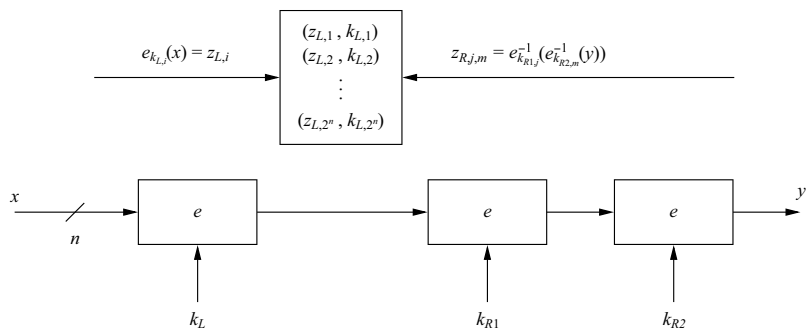 (z_{L,1} , k_{L,1})
e_{k_{L,i}}(x) = z_{L,i}
(z_{L,2} , k_{L,2})
z_{R,j,m} = e^{-1}_{k_{R1,j}}(e^{-1}_{k_{R2,m}}(y))
⋮
(z_{L,2^n} , k_{L,2^n})
x
e
e
e
y
n
k_L
k_{R1}
k_{R2}